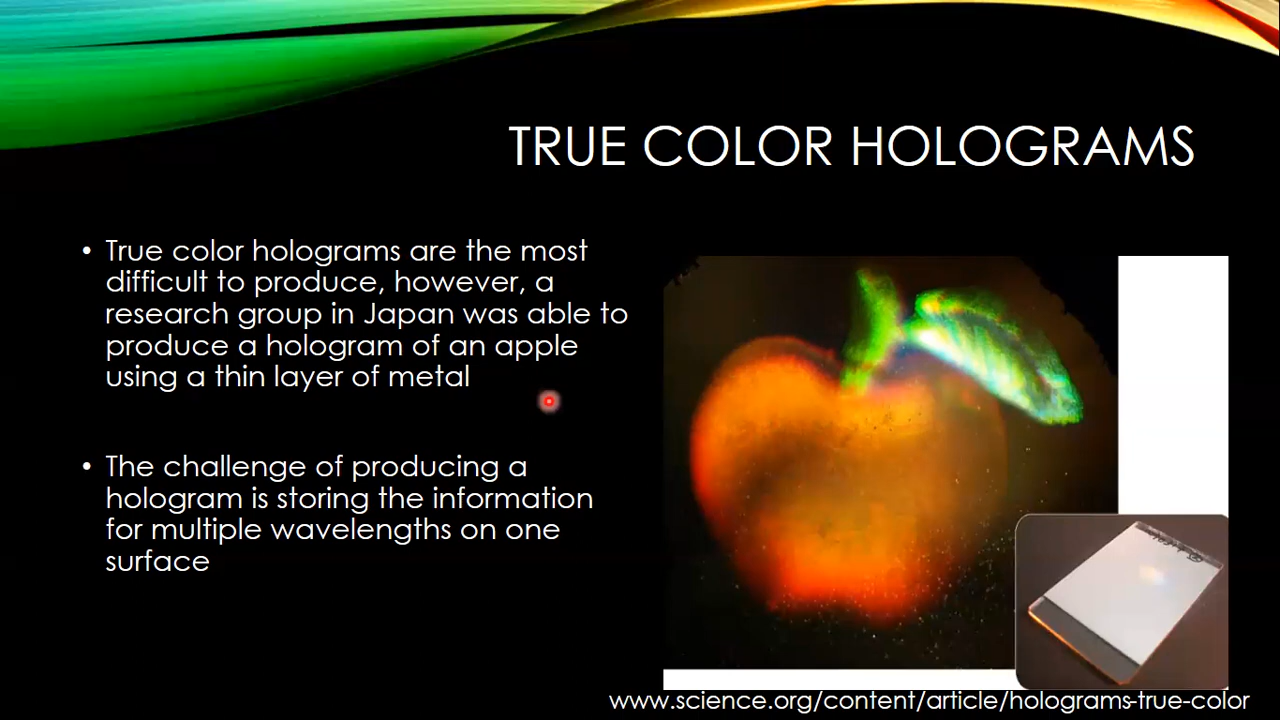 TRUE COLOR HOLOGRAMS
• True color holograms are the most
difficult to produce, however, a
research group in Japan was able to
produce a hologram of an apple
using a thin layer of metal
• The challenge of producing a
hologram is storing the information
for multiple wavelengths on one
surface
www.science.org/content/article/holograms-true-color